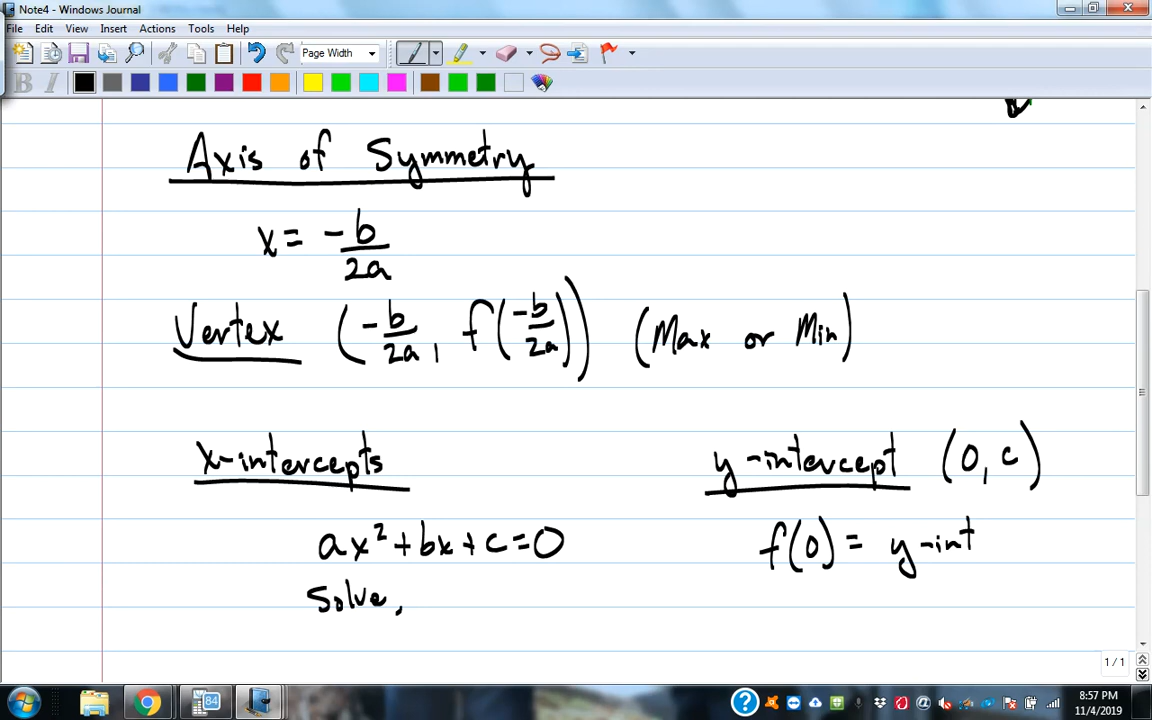 Note4 - Windows Journal
File Edit View Insert Actions Tools Help
Page Width
B I
Axis of Symmetry
x = -b/2a
Vertex (-b/2a, f(-b/2a)) (Max or Min)
x-intercepts y-intercept (0, c)
ax²+bx+c=0 f(0) = y-int
Solve,
1 / 1
84
?
8:57 PM
11/4/2019